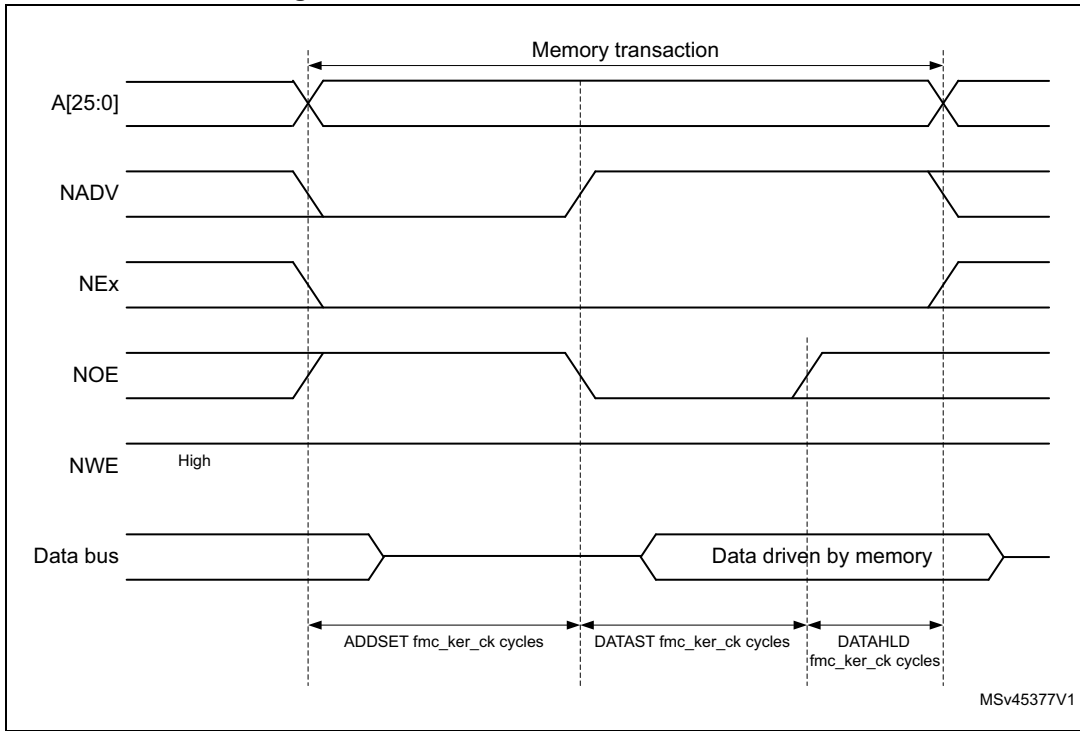 Memory transaction
A[25:0]
NADV
NEx
NOE
NWE
High
Data bus
Data driven by memory
ADDSET fmc_ker_ck cycles
DATAST fmc_ker_ck cycles
DATAHLD
fmc_ker_ck cycles
MSv45377V1